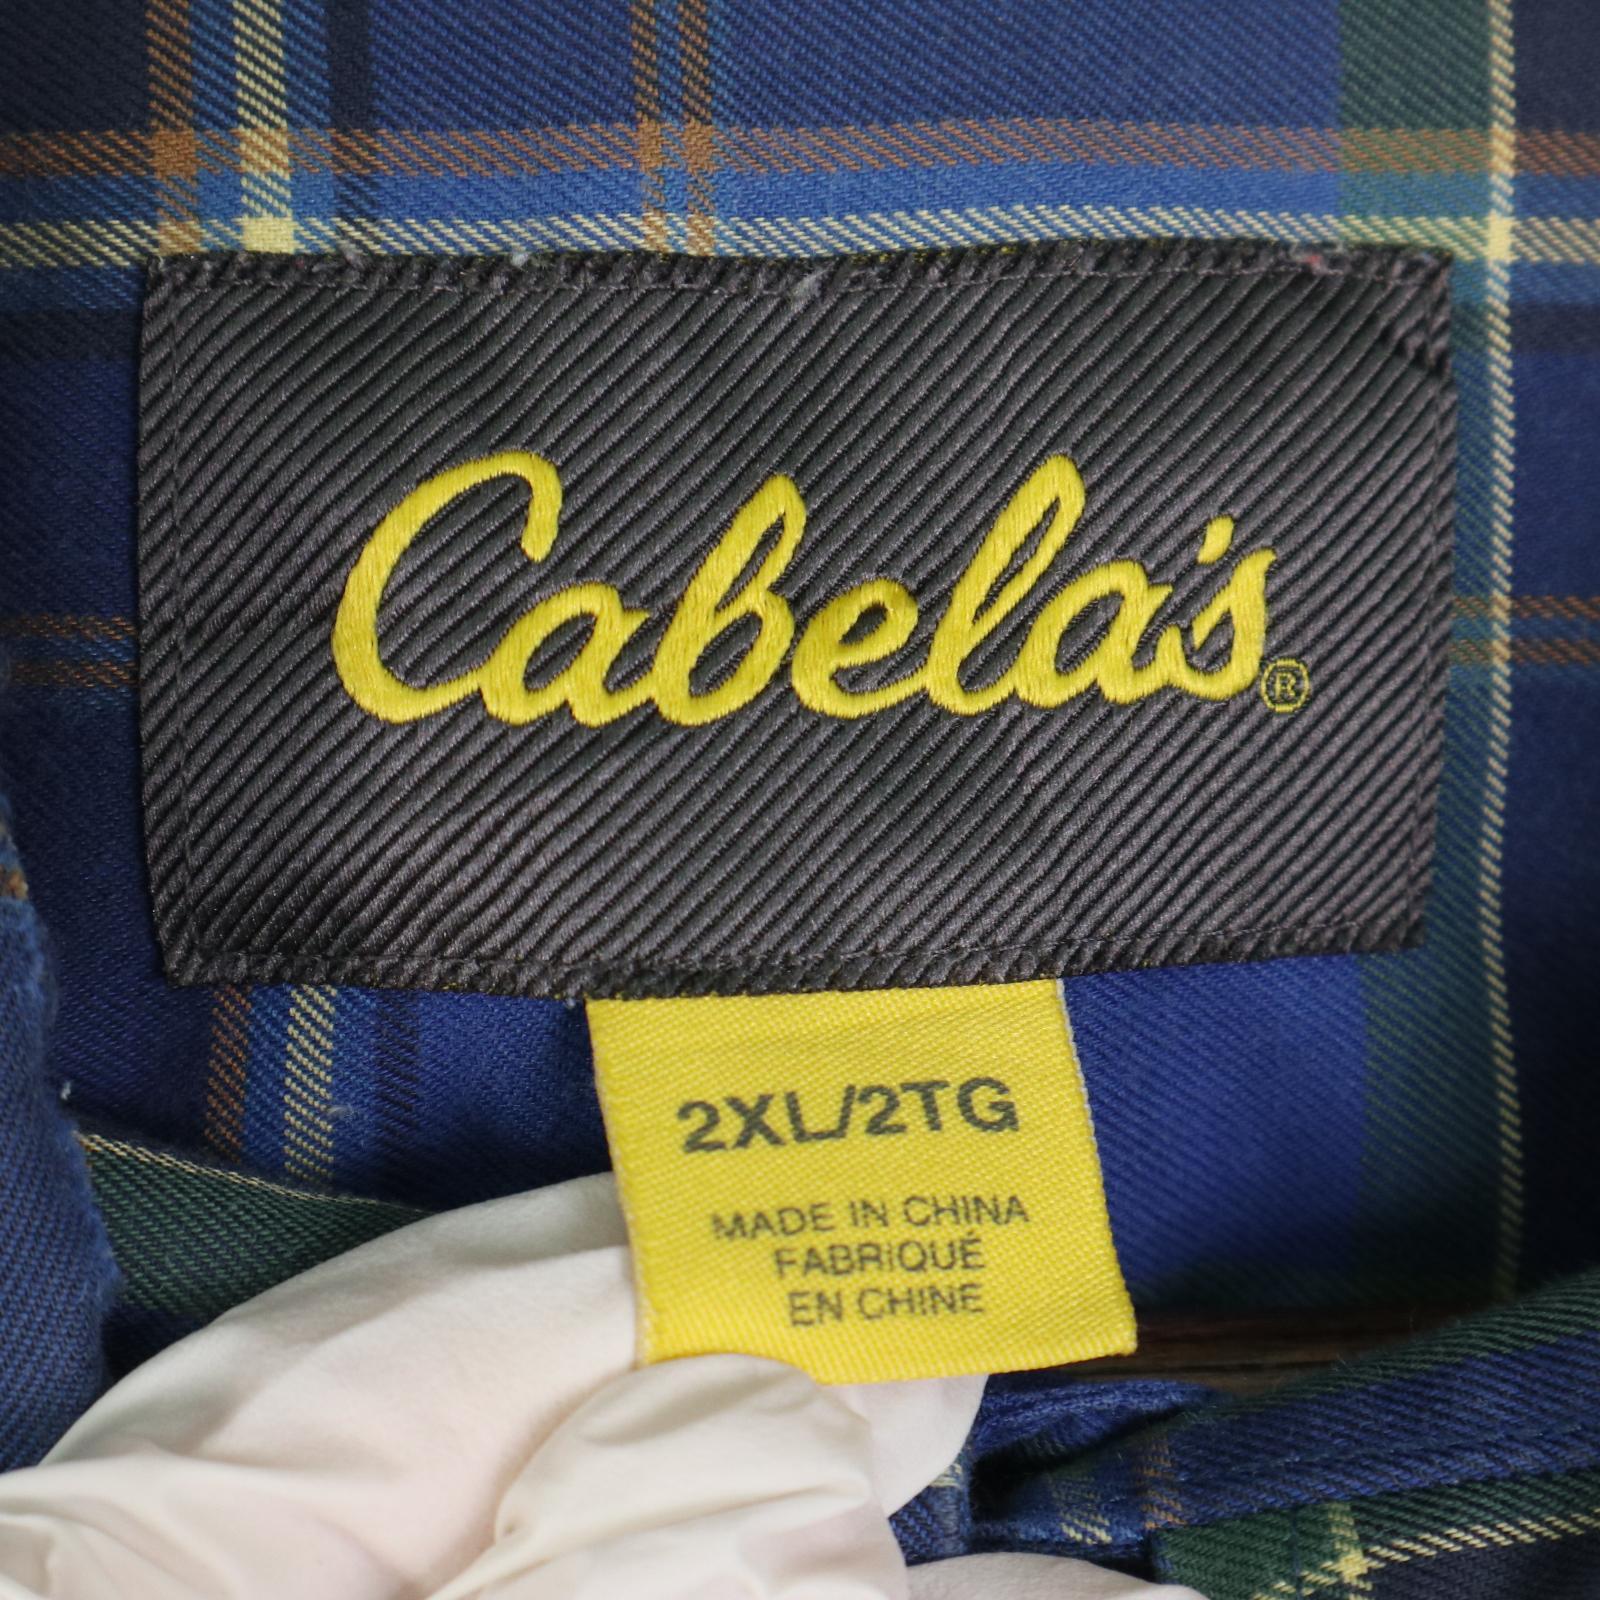 Cabela's®
2XL/2TG
MADE IN CHINA
FABRIQUÉ
EN CHINE